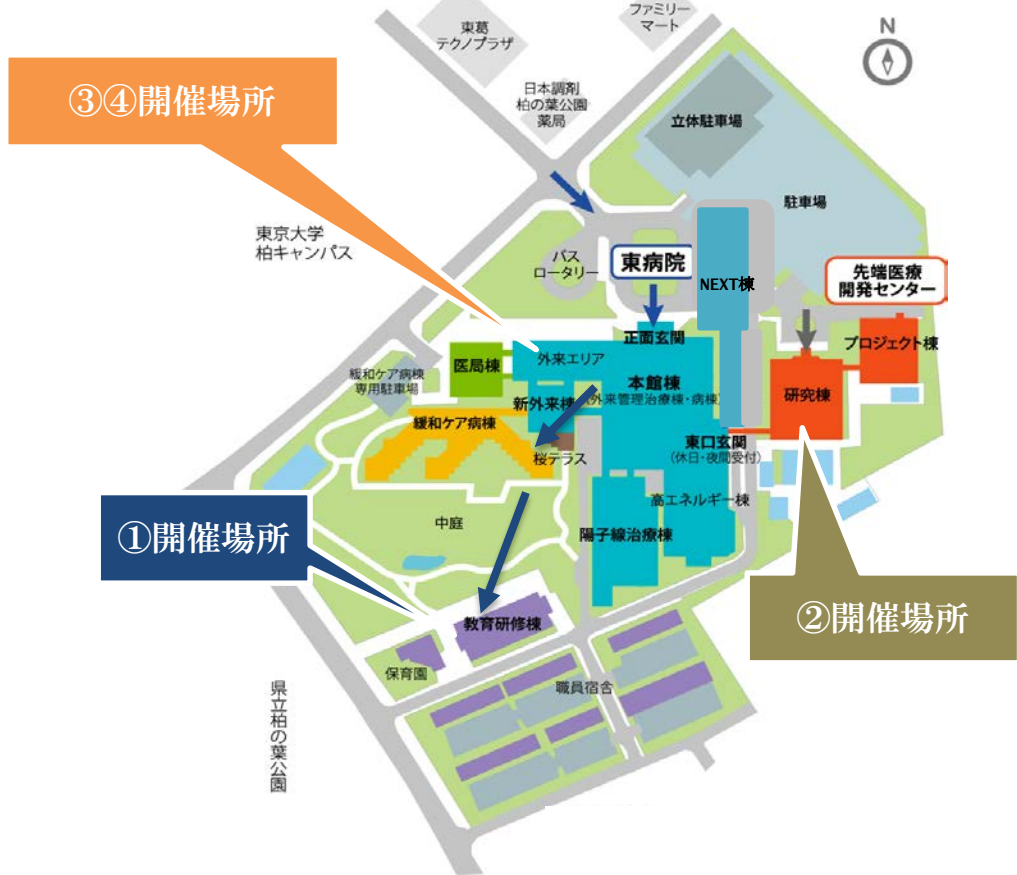 東葛
テクノプラザ
ファミリー
マート
N
③④開催場所
日本調剤
柏の葉公園
薬局
立体駐車場
駐車場
東京大学
柏キャンパス
バス
ロータリー
東病院
NEXT棟
先端医療
開発センター
正面玄関
プロジェクト棟
外来エリア
医局棟
緩和ケア病棟
専用駐車場
本館棟
(外来管理治療棟・病棟)
研究棟
新外来棟
緩和ケア病棟
東口玄関
(休日・夜間受付)
桜テラス
高エネルギー棟
①開催場所
中庭
陽子線治療棟
②開催場所
教育研修棟
保育園
職員宿舎
県立柏の葉公園